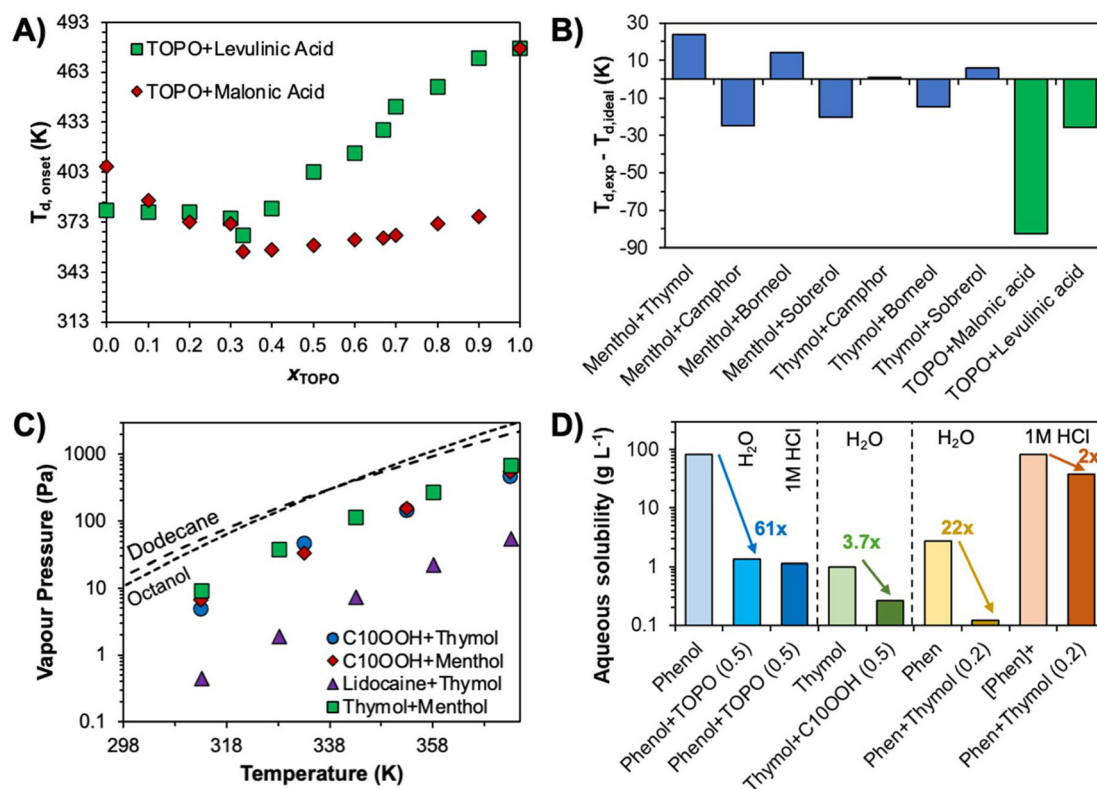 A)
T_d, onset (K)
493
463
433
403
373
343
313
TOPO+Levulinic Acid
TOPO+Malonic Acid
0.0 0.1 0.2 0.3 0.4 0.5 0.6 0.7 0.8 0.9 1.0
x_TOPO
B)
T_d,exp - T_d,ideal (K)
30
10
-10
-30
-50
-70
-90
Menthol+Thymol
Menthol+Camphor
Menthol+Borneol
Menthol+Sobrerol
Thymol+Camphor
Thymol+Borneol
Thymol+Sobrerol
TOPO+Malonic acid
TOPO+Levulinic acid
C)
Vapour Pressure (Pa)
1000
100
10
1
0.1
Dodecane
Octanol
C10OOH+Thymol
C10OOH+Menthol
Lidocaine+Thymol
Thymol+Menthol
298 318 338 358
Temperature (K)
D)
Aqueous solubility (g L⁻¹)
100
10
1
0.1
H₂O
1M HCl
H₂O
H₂O
1M HCl
61x
3.7x
22x
2x
Phenol
Phenol+TOPO (0.5)
Phenol+TOPO (0.5)
Thymol
Thymol+C10OOH (0.5)
Phen
Phen+Thymol (0.2)
[Phen]+
Phen+Thymol (0.2)